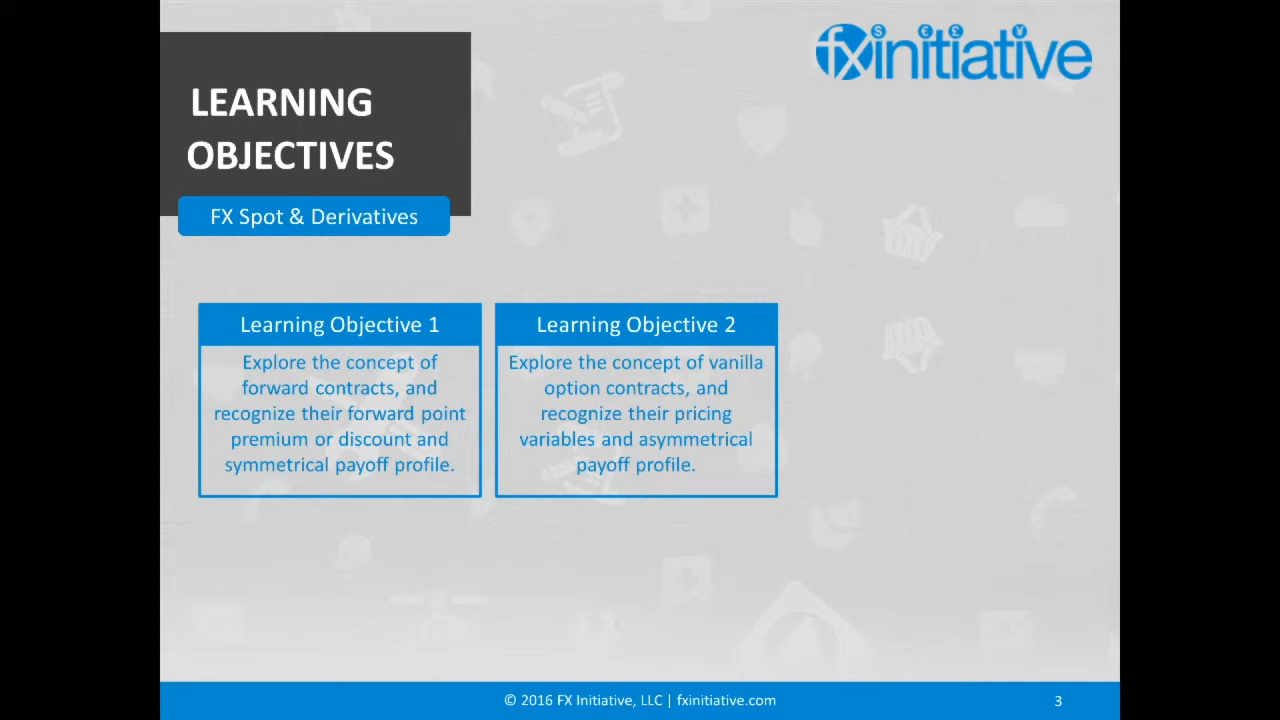 fxinitiative
LEARNING
OBJECTIVES
FX Spot & Derivatives
Learning Objective 1
Explore the concept of
forward contracts, and
recognize their forward point
premium or discount and
symmetrical payoff profile.
Learning Objective 2
Explore the concept of vanilla
option contracts, and
recognize their pricing
variables and asymmetrical
payoff profile.
© 2016 FX Initiative, LLC | fxinitiative.com
3